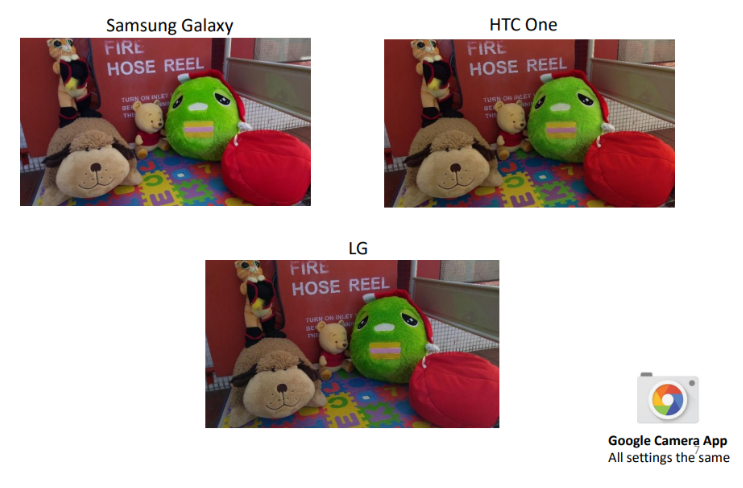 Samsung Galaxy
HTC One
FIRE
HOSE REEL
TURN ON INLET
FIRE
HOSE REEL
TURN ON INLET
LG
FIRE
HOSE REEL
TURN ON INLET
Google Camera App
7
All settings the same